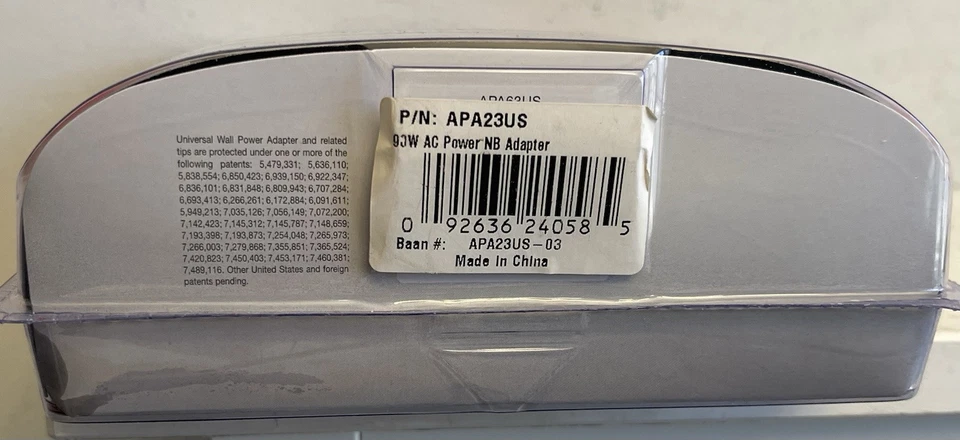 Universal Wall Power Adapter and related
tips are protected under one or more of the
following patents: 5,479,331; 5,636,110;
5,838,554; 6,850,423; 6,939,150; 6,922,347;
6,836,101; 6,831,848; 6,809,943; 6,707,284;
6,693,413; 6,266,261; 6,172,884; 6,091,611;
5,949,213; 7,035,126; 7,056,149; 7,072,200;
7,142,423; 7,145,312; 7,145,787; 7,148,659;
7,193,398; 7,193,873; 7,254,048; 7,265,973;
7,266,003; 7,279,868; 7,355,851; 7,365,524;
7,420,823; 7,450,403; 7,453,171; 7,460,381;
7,489,116. Other United States and foreign
patents pending.
APA63US
P/N: APA23US
90W AC Power NB Adapter
0 92636 24058 5
Baan #: APA23US-03
Made in China